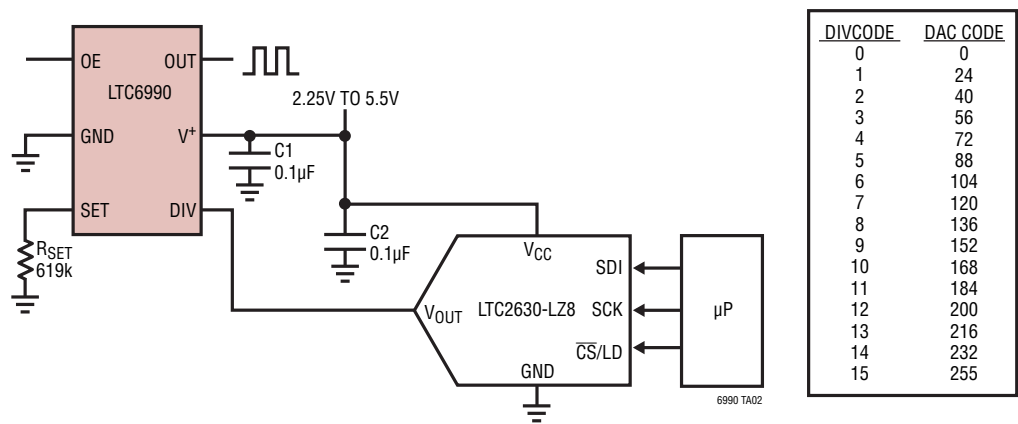 OE
OUT
LTC6990
GND
V+
SET
DIV
RSET
619k
2.25V TO 5.5V
C1
0.1µF
C2
0.1µF
VCC
SDI
VOUT
LTC2630-LZ8
SCK
CS/LD
GND
µP
6990 TA02
DIVCODE DAC CODE
0 0
1 24
2 40
3 56
4 72
5 88
6 104
7 120
8 136
9 152
10 168
11 184
12 200
13 216
14 232
15 255